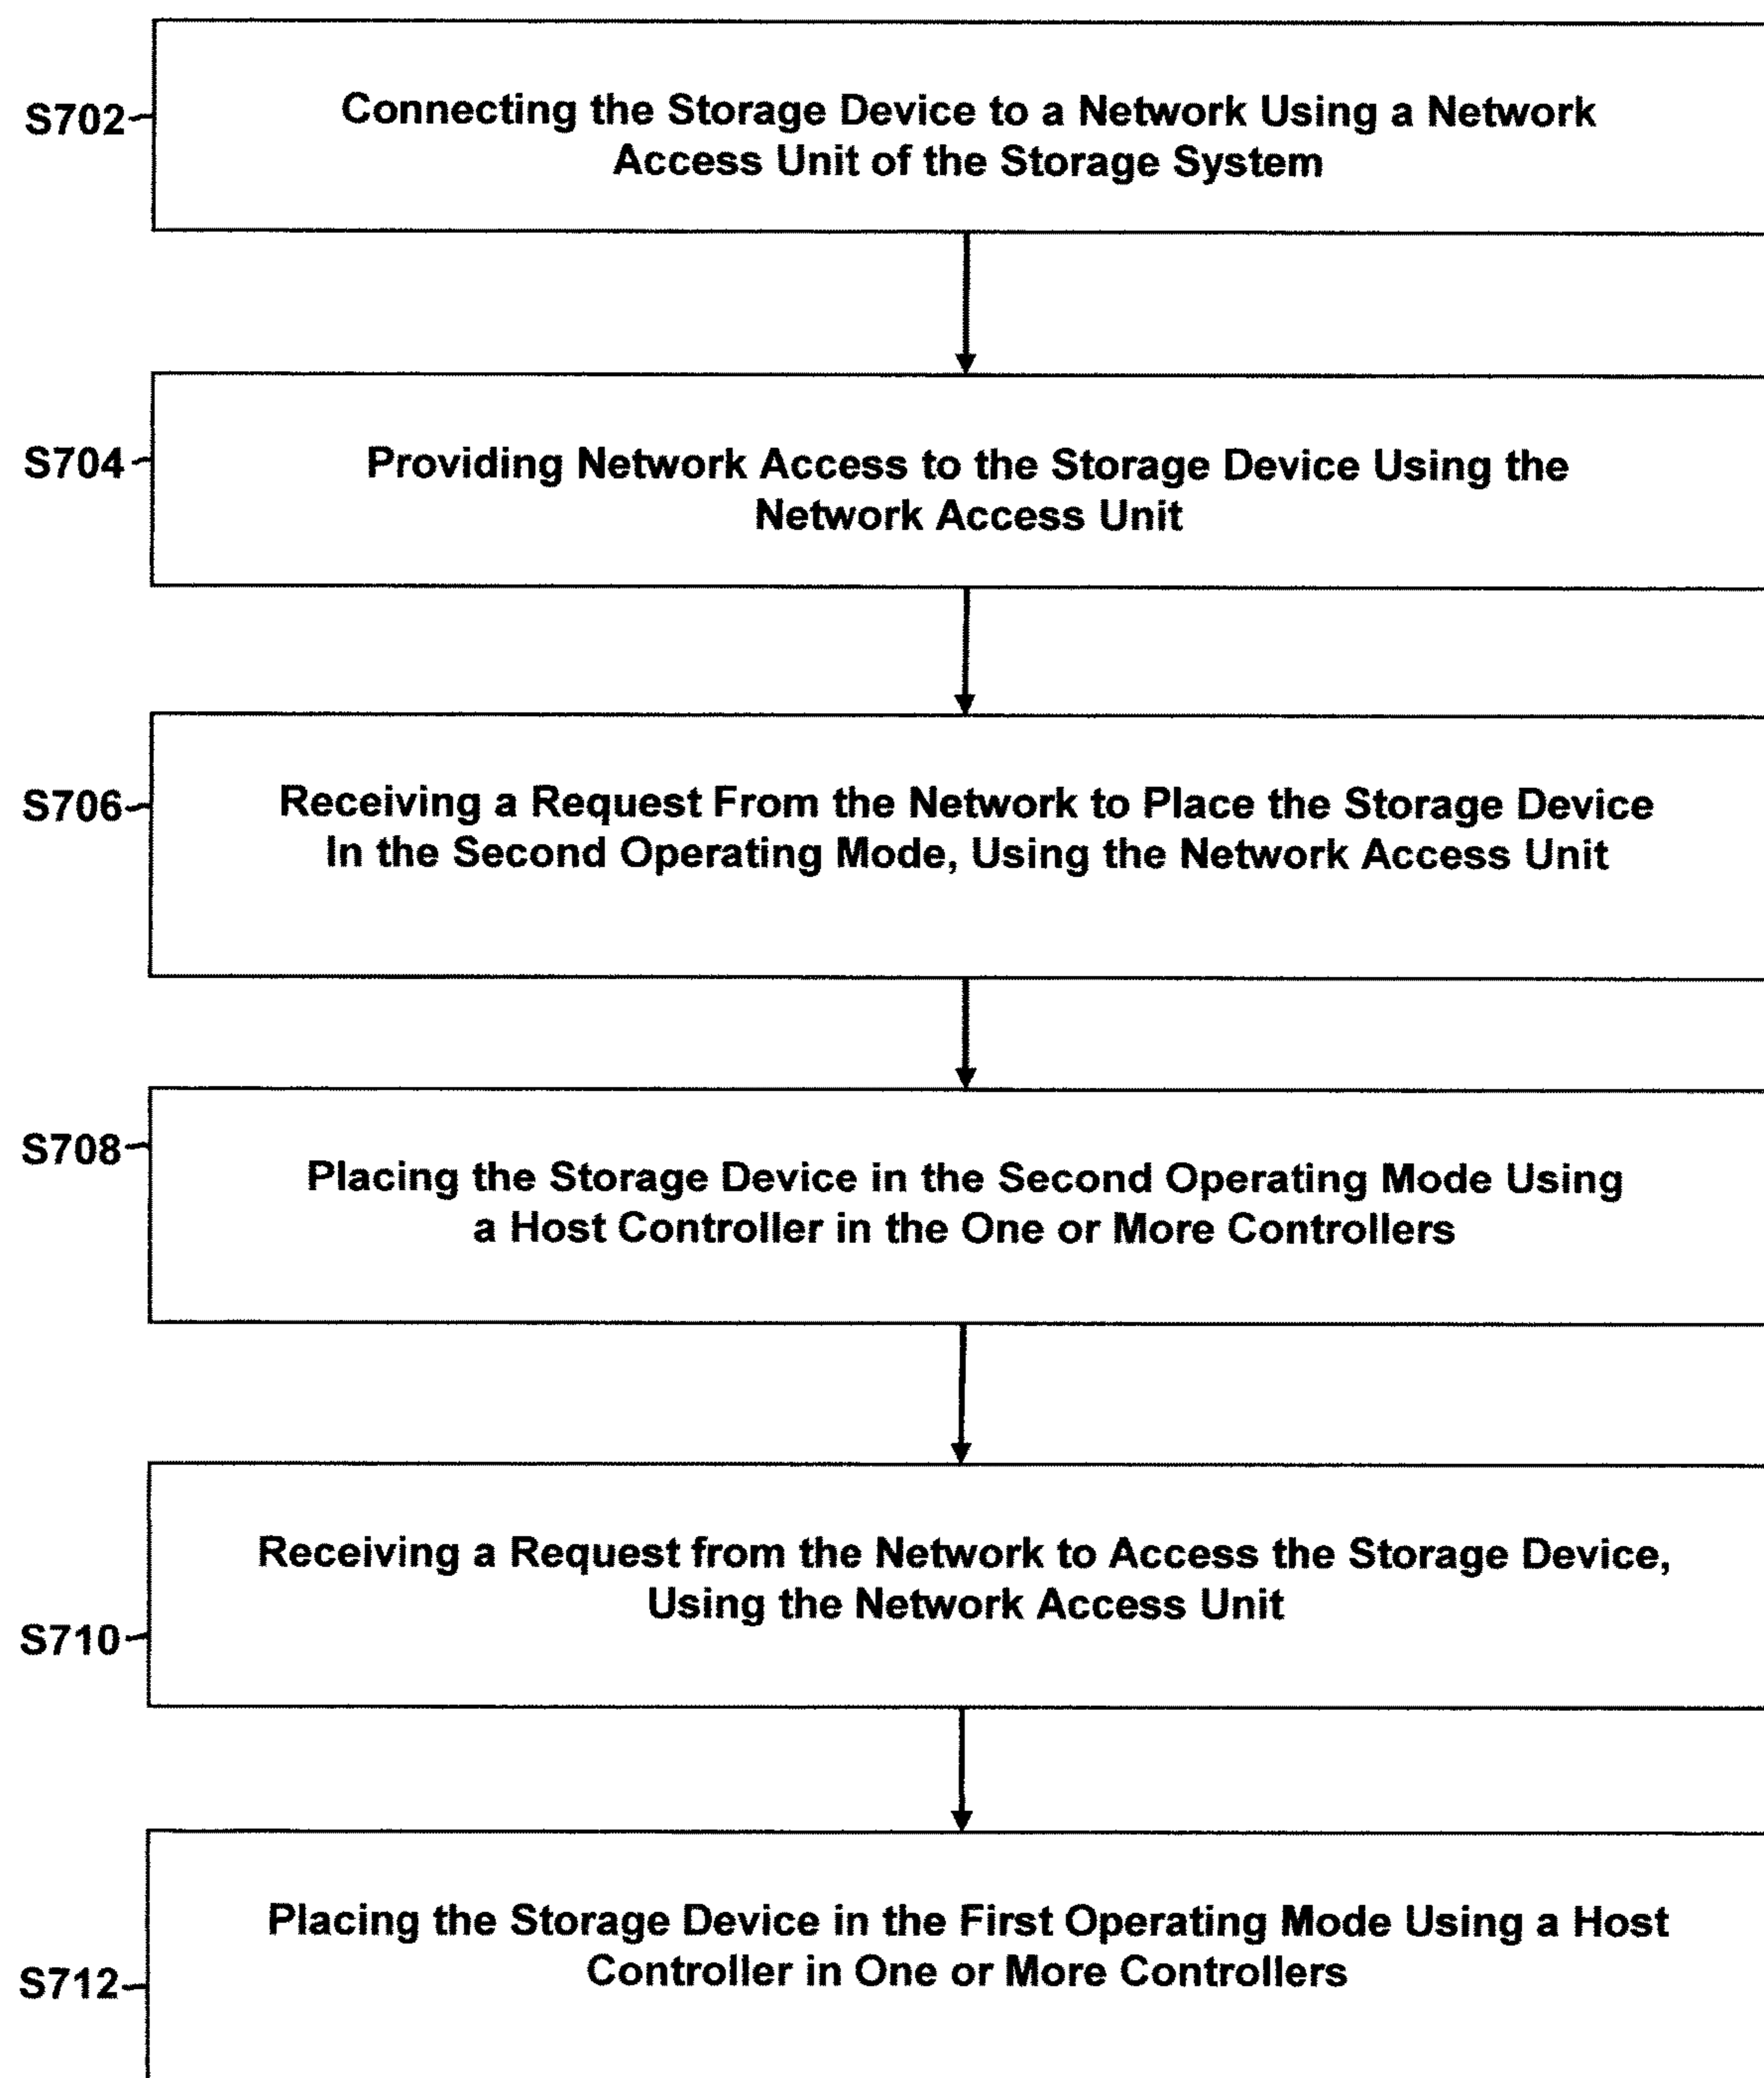 S702
Connecting the Storage Device to a Network Using a Network
Access Unit of the Storage System
S704
Providing Network Access to the Storage Device Using the
Network Access Unit
S706
Receiving a Request From the Network to Place the Storage Device
In the Second Operating Mode, Using the Network Access Unit
S708
Placing the Storage Device in the Second Operating Mode Using
a Host Controller in the One or More Controllers
S710
Receiving a Request from the Network to Access the Storage Device,
Using the Network Access Unit
S712
Placing the Storage Device in the First Operating Mode Using a Host
Controller in One or More Controllers